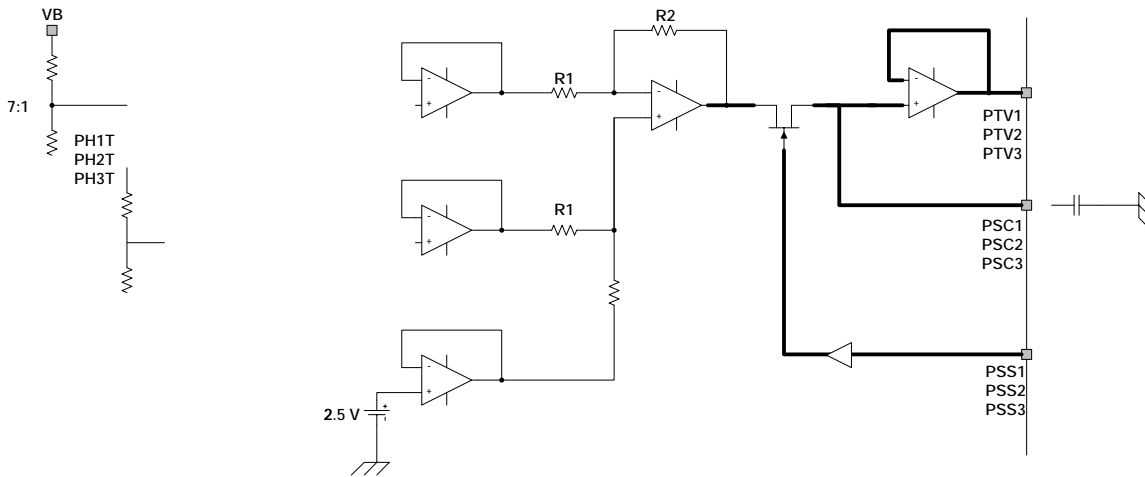 VB
7:1
PH1T
PH2T
PH3T
R1
R2
R1
2.5 V
PTV1
PTV2
PTV3
PSC1
PSC2
PSC3
PSS1
PSS2
PSS3